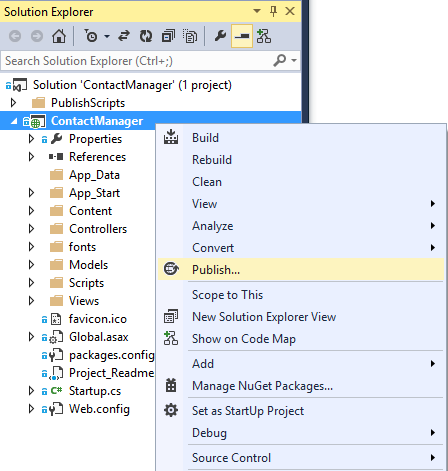 Solution Explorer
Search Solution Explorer (Ctrl+;)
Solution 'ContactManager' (1 project)
PublishScripts
ContactManager
Properties
References
App_Data
App_Start
Content
Controllers
fonts
Models
Scripts
Views
favicon.ico
Global.asax
packages.config
Project_Readme
Startup.cs
Web.config
Build
Rebuild
Clean
View
Analyze
Convert
Publish...
Scope to This
New Solution Explorer View
Show on Code Map
Add
Manage NuGet Packages...
Set as StartUp Project
Debug
Source Control